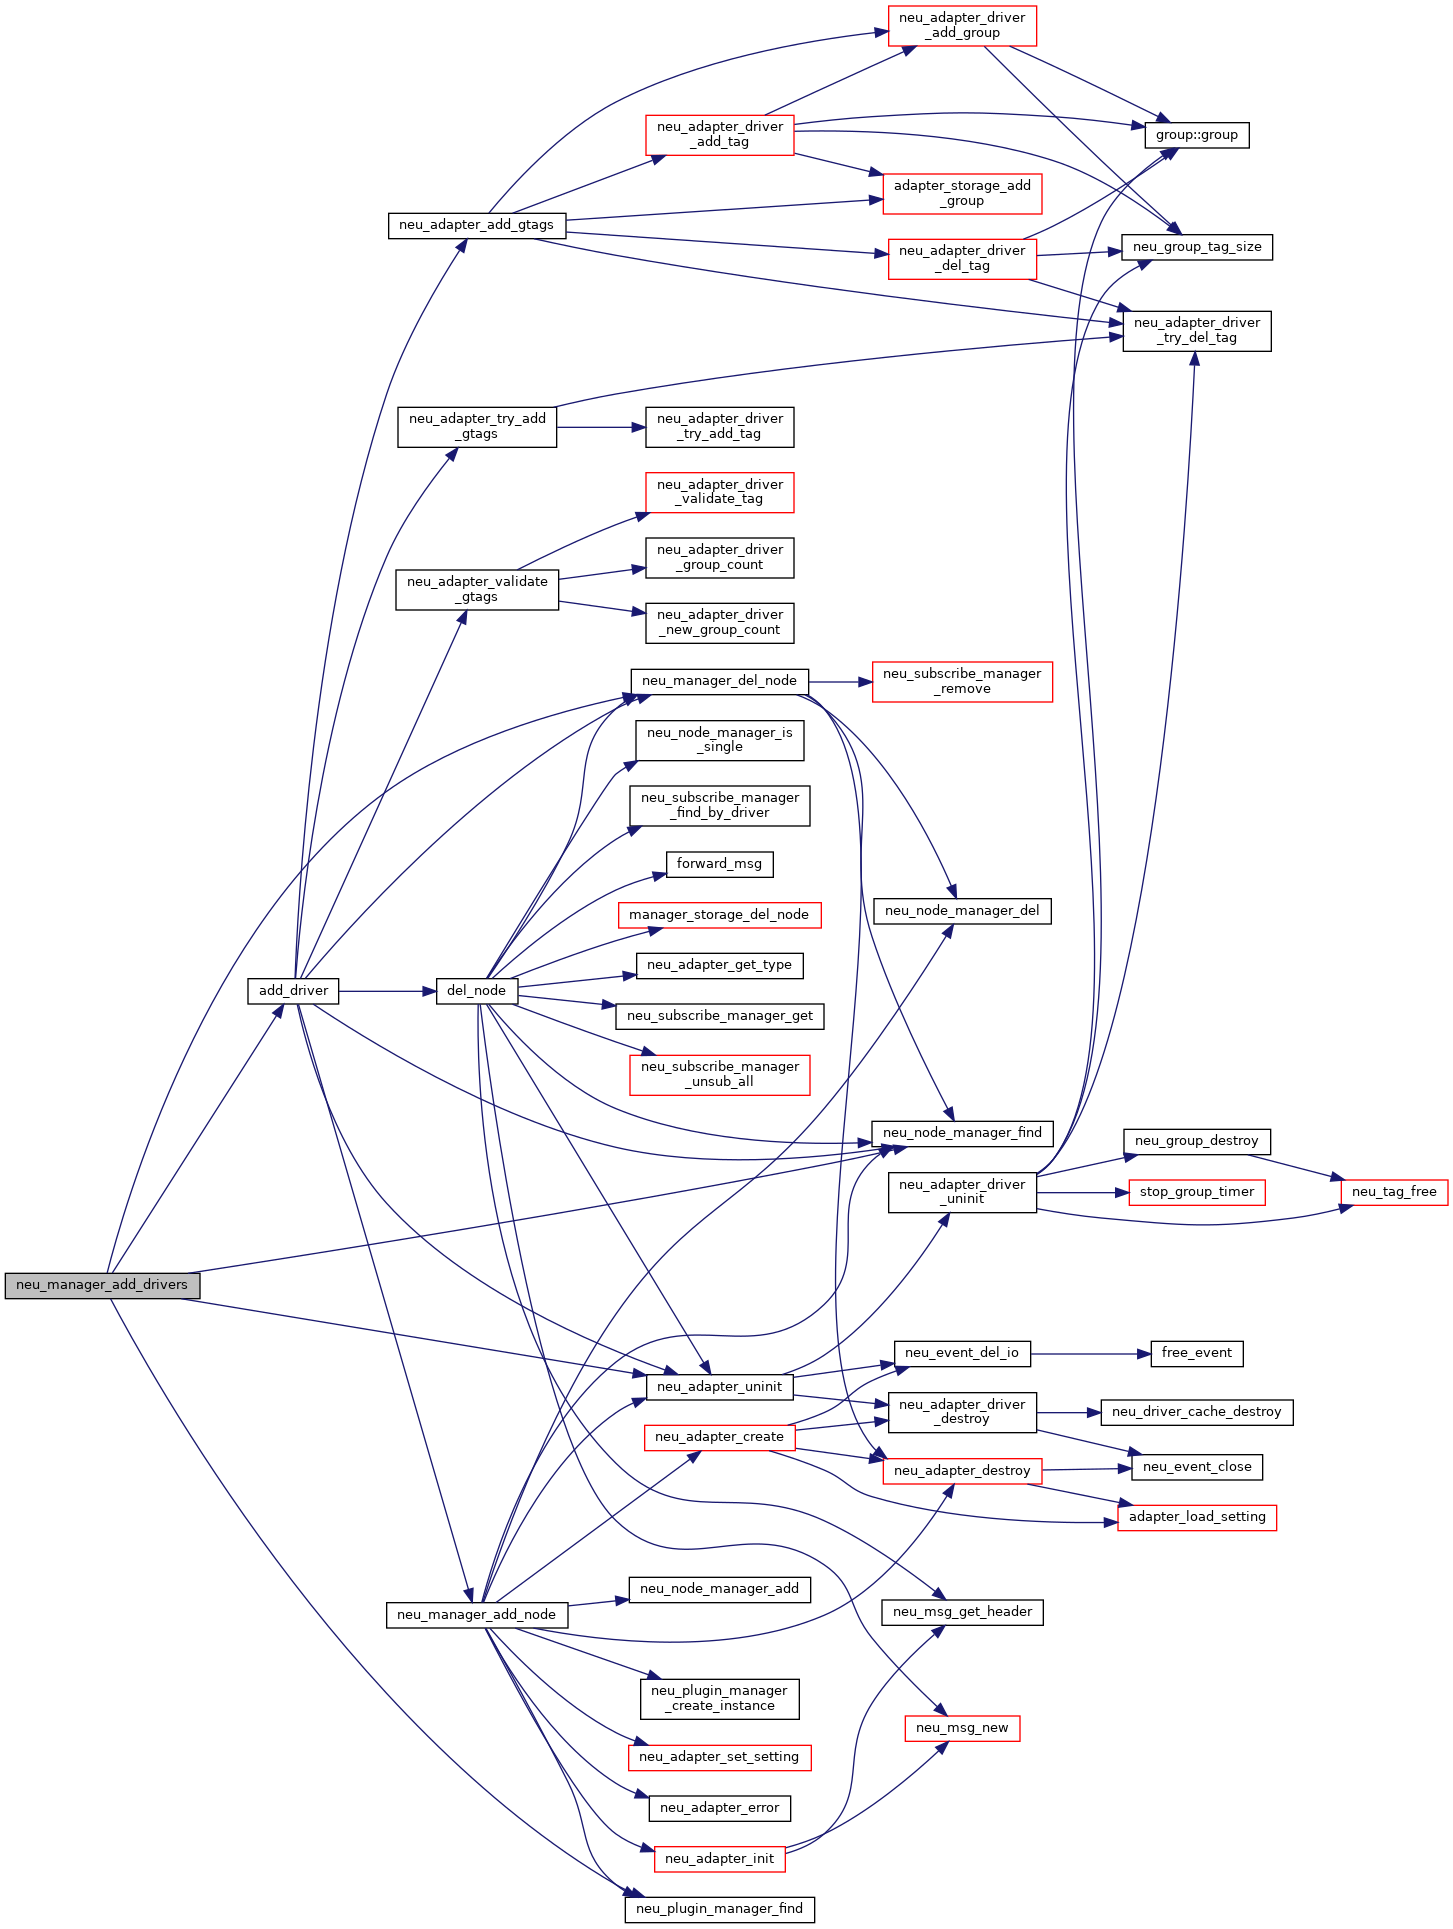 neu_adapter_driver
_add_group
neu_adapter_driver
_add_tag
group::group
adapter_storage_add
_group
neu_adapter_add_gtags
neu_group_tag_size
neu_adapter_driver
_del_tag
neu_adapter_driver
_try_del_tag
neu_adapter_try_add
_gtags
neu_adapter_driver
_try_add_tag
neu_adapter_driver
_validate_tag
neu_adapter_driver
_group_count
neu_adapter_validate
_gtags
neu_adapter_driver
_new_group_count
neu_manager_del_node
neu_subscribe_manager
_remove
neu_node_manager_is
_single
neu_subscribe_manager
_find_by_driver
forward_msg
manager_storage_del_node
neu_node_manager_del
neu_adapter_get_type
add_driver
del_node
neu_subscribe_manager_get
neu_subscribe_manager
_unsub_all
neu_node_manager_find
neu_group_destroy
neu_adapter_driver
_uninit
stop_group_timer
neu_tag_free
neu_manager_add_drivers
neu_event_del_io
free_event
neu_adapter_uninit
neu_adapter_driver
_destroy
neu_driver_cache_destroy
neu_adapter_create
neu_event_close
neu_adapter_destroy
adapter_load_setting
neu_node_manager_add
neu_manager_add_node
neu_msg_get_header
neu_plugin_manager
_create_instance
neu_msg_new
neu_adapter_set_setting
neu_adapter_error
neu_adapter_init
neu_plugin_manager_find